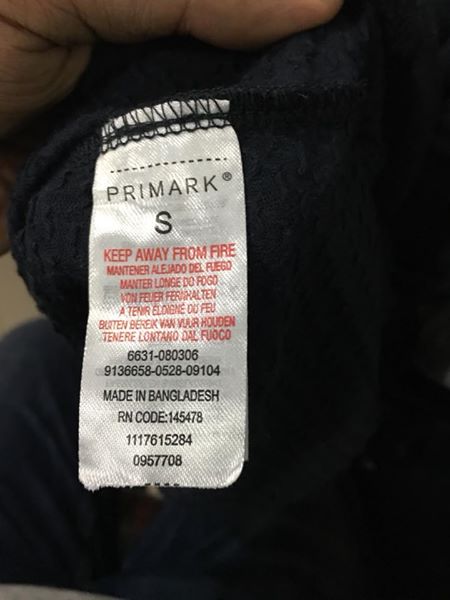 PRIMARK®
S
KEEP AWAY FROM FIRE
MANTENER ALEJADO DEL FUEGO
MANTER LONGE DO FOGO
VON FEUER FERNHALTEN
A TENIR ÉLOIGNÉ DU FEU
BUITEN BEREIK VAN VUUR HOUDEN
TENERE LONTANO DAL FUOCO
6631-080306
9136658-0528-09104
MADE IN BANGLADESH
RN CODE:145478
1117615284
0957708